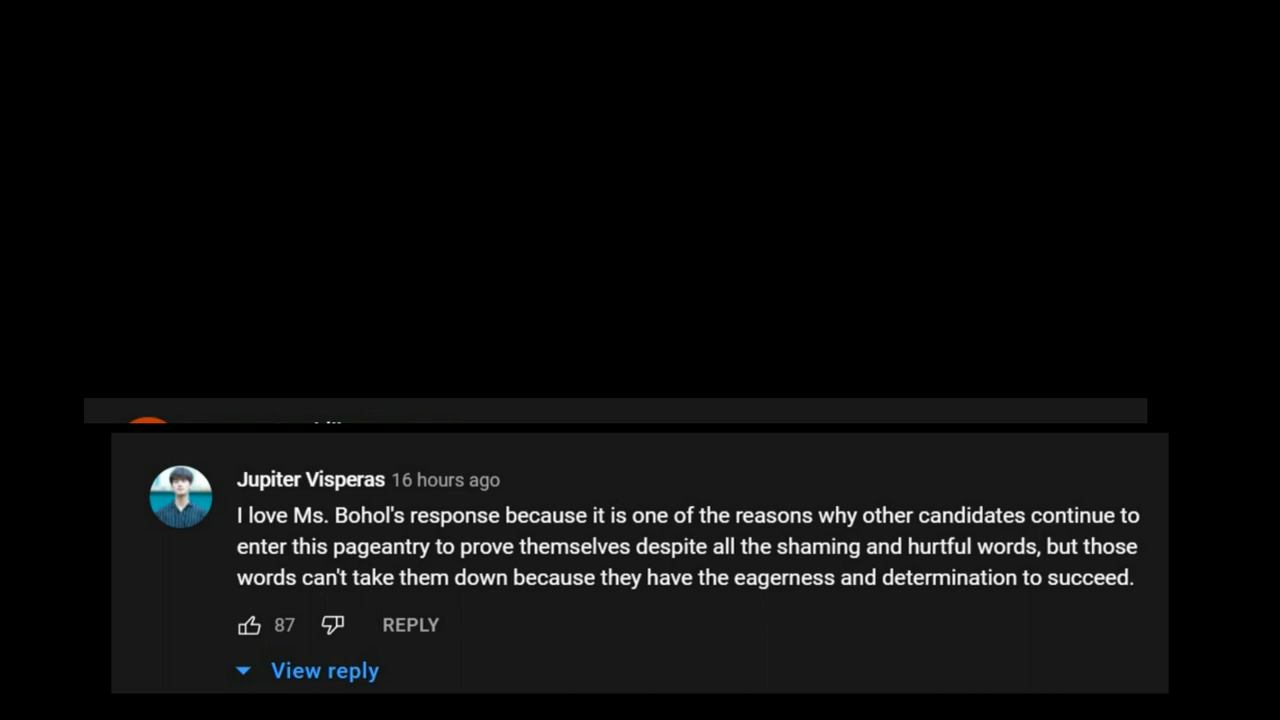 Jupiter Visperas 16 hours ago
I love Ms. Bohol's response because it is one of the reasons why other candidates continue to
enter this pageantry to prove themselves despite all the shaming and hurtful words, but those
words can't take them down because they have the eagerness and determination to succeed.
87 REPLY
View reply